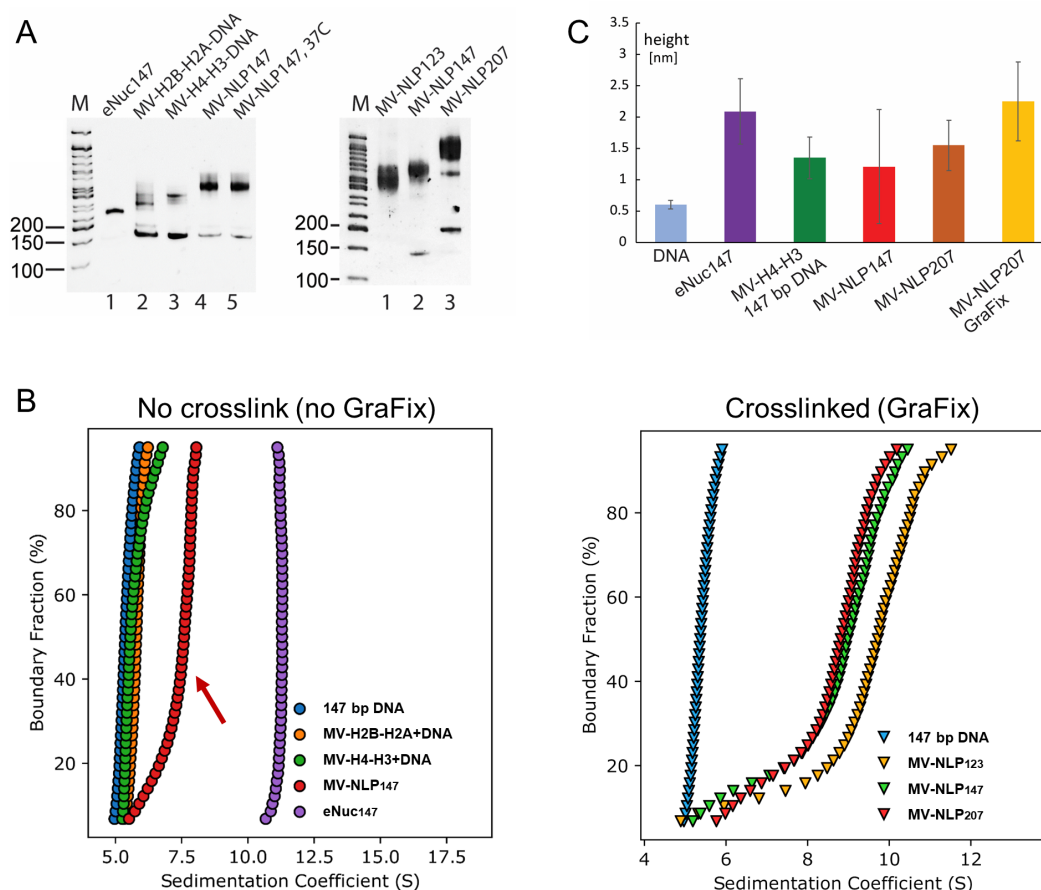 A
M
eNuc147
MV-H2B-H2A-DNA
MV-H4-H3-DNA
MV-NLP147
MV-NLP147, 37C
200
150
100
1 2 3 4 5
M
MV-NLP123
MV-NLP147
MV-NLP207
200
150
100
1 2 3
C
height
[nm]
3.5
3
2.5
2
1.5
1
0.5
0
DNA
eNuc147
MV-H4-H3
147 bp DNA
MV-NLP147
MV-NLP207
MV-NLP207
GraFix
B
No crosslink (no GraFix)
Boundary Fraction (%)
80
60
40
20
147 bp DNA
MV-H2B-H2A+DNA
MV-H4-H3+DNA
MV-NLP147
eNuc147
5.0 7.5 10.0 12.5 15.0 17.5
Sedimentation Coefficient (S)
Crosslinked (GraFix)
Boundary Fraction (%)
80
60
40
20
147 bp DNA
MV-NLP123
MV-NLP147
MV-NLP207
4 6 8 10 12
Sedimentation Coefficient (S)